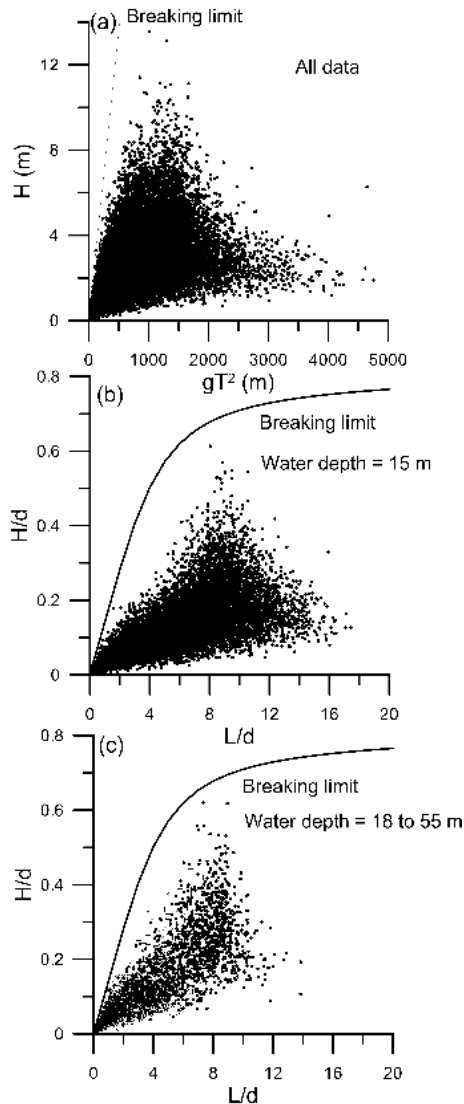 (a)
Breaking limit
All data
12
8
4
0
H (m)
0 1000 2000 3000 4000 5000
gT² (m)
(b)
Breaking limit
Water depth = 15 m
0.8
0.6
0.4
0.2
0
H/d
0 4 8 12 16 20
L/d
(c)
Breaking limit
Water depth = 18 to 55 m
0.8
0.6
0.4
0.2
0
H/d
0 4 8 12 16 20
L/d